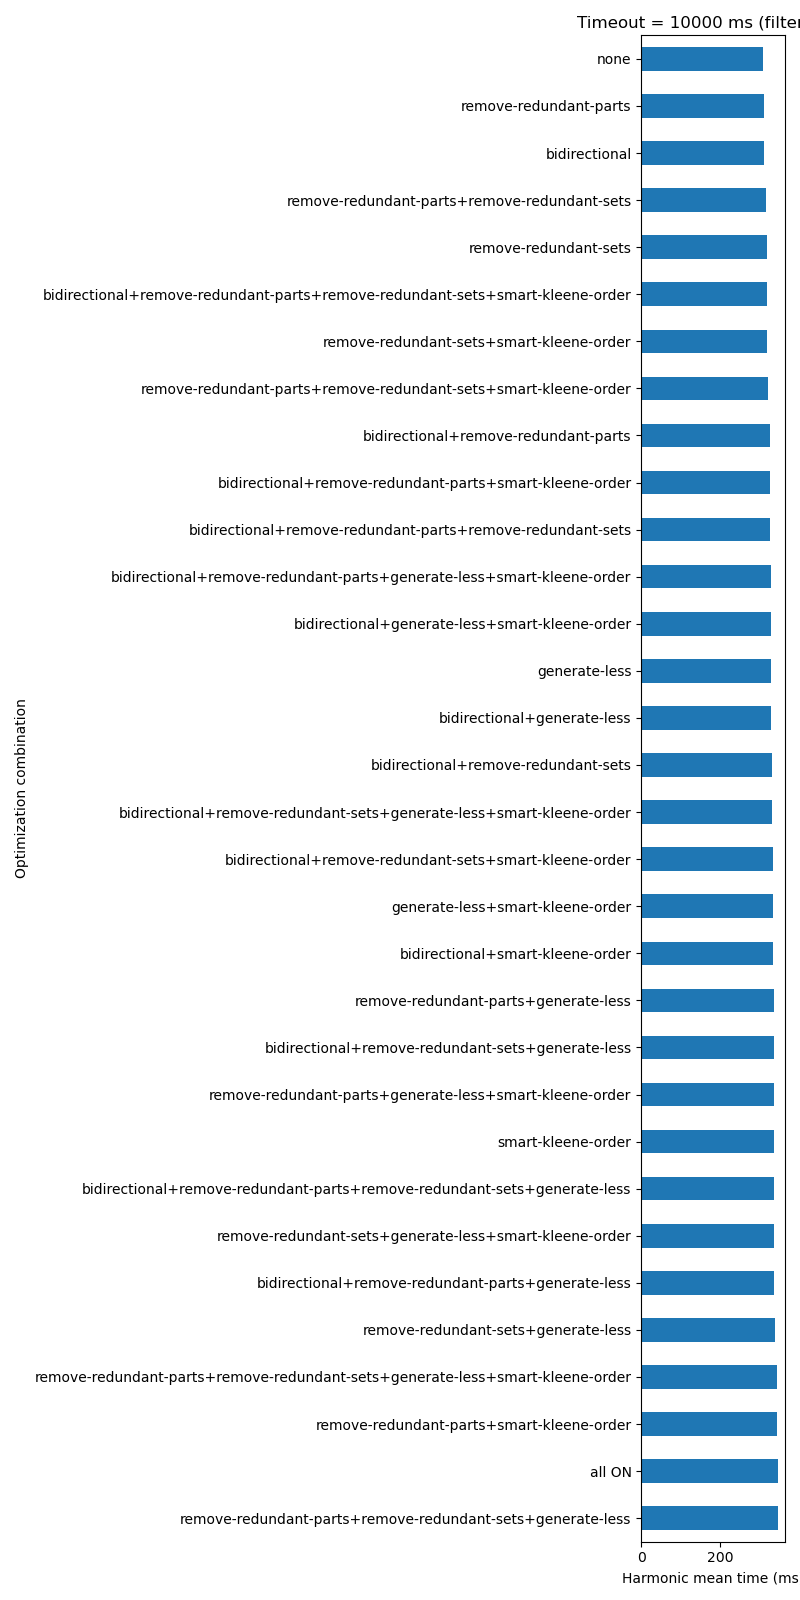 Timeout = 10000 ms (filter
none
remove-redundant-parts
bidirectional
remove-redundant-parts+remove-redundant-sets
remove-redundant-sets
bidirectional+remove-redundant-parts+remove-redundant-sets+smart-kleene-order
remove-redundant-sets+smart-kleene-order
remove-redundant-parts+remove-redundant-sets+smart-kleene-order
bidirectional+remove-redundant-parts
bidirectional+remove-redundant-parts+smart-kleene-order
bidirectional+remove-redundant-parts+remove-redundant-sets
bidirectional+remove-redundant-parts+generate-less+smart-kleene-order
bidirectional+generate-less+smart-kleene-order
generate-less
bidirectional+generate-less
bidirectional+remove-redundant-sets
bidirectional+remove-redundant-sets+generate-less+smart-kleene-order
bidirectional+remove-redundant-sets+smart-kleene-order
generate-less+smart-kleene-order
bidirectional+smart-kleene-order
remove-redundant-parts+generate-less
bidirectional+remove-redundant-sets+generate-less
remove-redundant-parts+generate-less+smart-kleene-order
smart-kleene-order
bidirectional+remove-redundant-parts+remove-redundant-sets+generate-less
remove-redundant-sets+generate-less+smart-kleene-order
bidirectional+remove-redundant-parts+generate-less
remove-redundant-sets+generate-less
remove-redundant-parts+remove-redundant-sets+generate-less+smart-kleene-order
remove-redundant-parts+smart-kleene-order
all ON
remove-redundant-parts+remove-redundant-sets+generate-less
Optimization combination
0 200
Harmonic mean time (ms